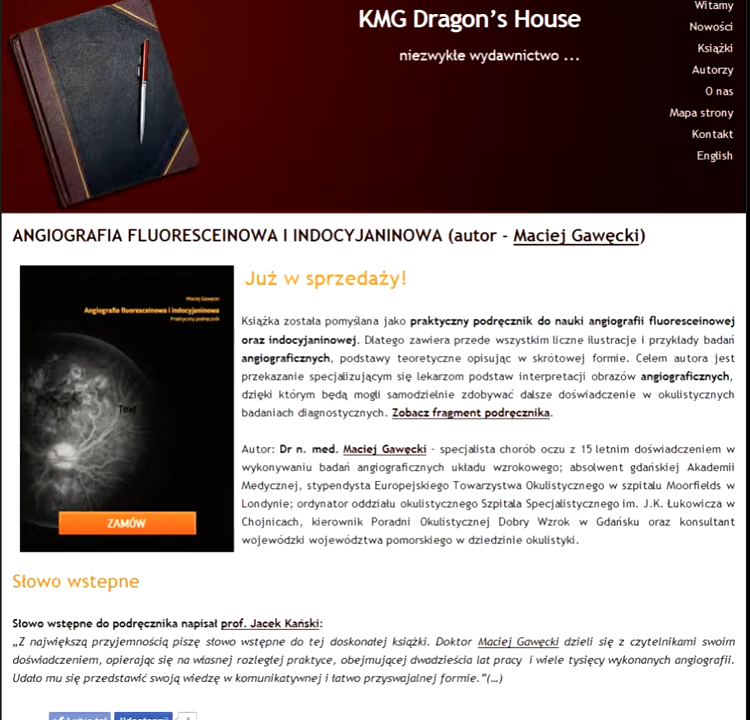 KMG Dragon's House
niezwykłe wydawnictwo ...
Witamy
Nowości
Książki
Autorzy
O nas
Mapa strony
Kontakt
English
ANGIOGRAFIA FLUORESCEINOWA I INDOCYJANINOWA (autor - Maciej Gawęcki)
Maciej Gawęcki
Angiografia fluoresceinowa i indocyjaninowa
Praktyczny podręcznik
Text
ZAMÓW
Już w sprzedaży!
Książka została pomyślana jako praktyczny podręcznik do nauki angiografii fluoresceinowej
oraz indocyjaninowej. Dlatego zawiera przede wszystkim liczne ilustracje i przykłady badań
angiograficznych, podstawy teoretyczne opisując w skrótowej formie. Celem autora jest
przekazanie specjalizującym się lekarzom podstaw interpretacji obrazów angiograficznych,
dzięki którym będą mogli samodzielnie zdobywać dalsze doświadczenie w okulistycznych
badaniach diagnostycznych. Zobacz fragment podręcznika.
Autor: Dr n. med. Maciej Gawęcki - specjalista chorób oczu z 15 letnim doświadczeniem w
wykonywaniu badań angiograficznych układu wzrokowego; absolwent gdańskiej Akademii
Medycznej, stypendysta Europejskiego Towarzystwa Okulistycznego w szpitalu Moorfields w
Londynie; ordynator oddziału okulistycznego Szpitala Specjalistycznego im. J.K. Łukowicza w
Chojnicach, kierownik Poradni Okulistycznej Dobry Wzrok w Gdańsku oraz konsultant
wojewódzki województwa pomorskiego w dziedzinie okulistyki.
Słowo wstepne
Słowo wstępne do podręcznika napisał prof. Jacek Kański:
„Z największą przyjemnością piszę słowo wstępne do tej doskonałej książki. Doktor Maciej Gawęcki dzieli się z czytelnikami swoim
doświadczeniem, opierając się na własnej rozległej praktyce, obejmującej dwadzieścia lat pracy i wiele tysięcy wykonanych angiografii.
Udało mu się przedstawić swoją wiedzę w komunikatywnej i łatwo przyswajalnej formie."(...)